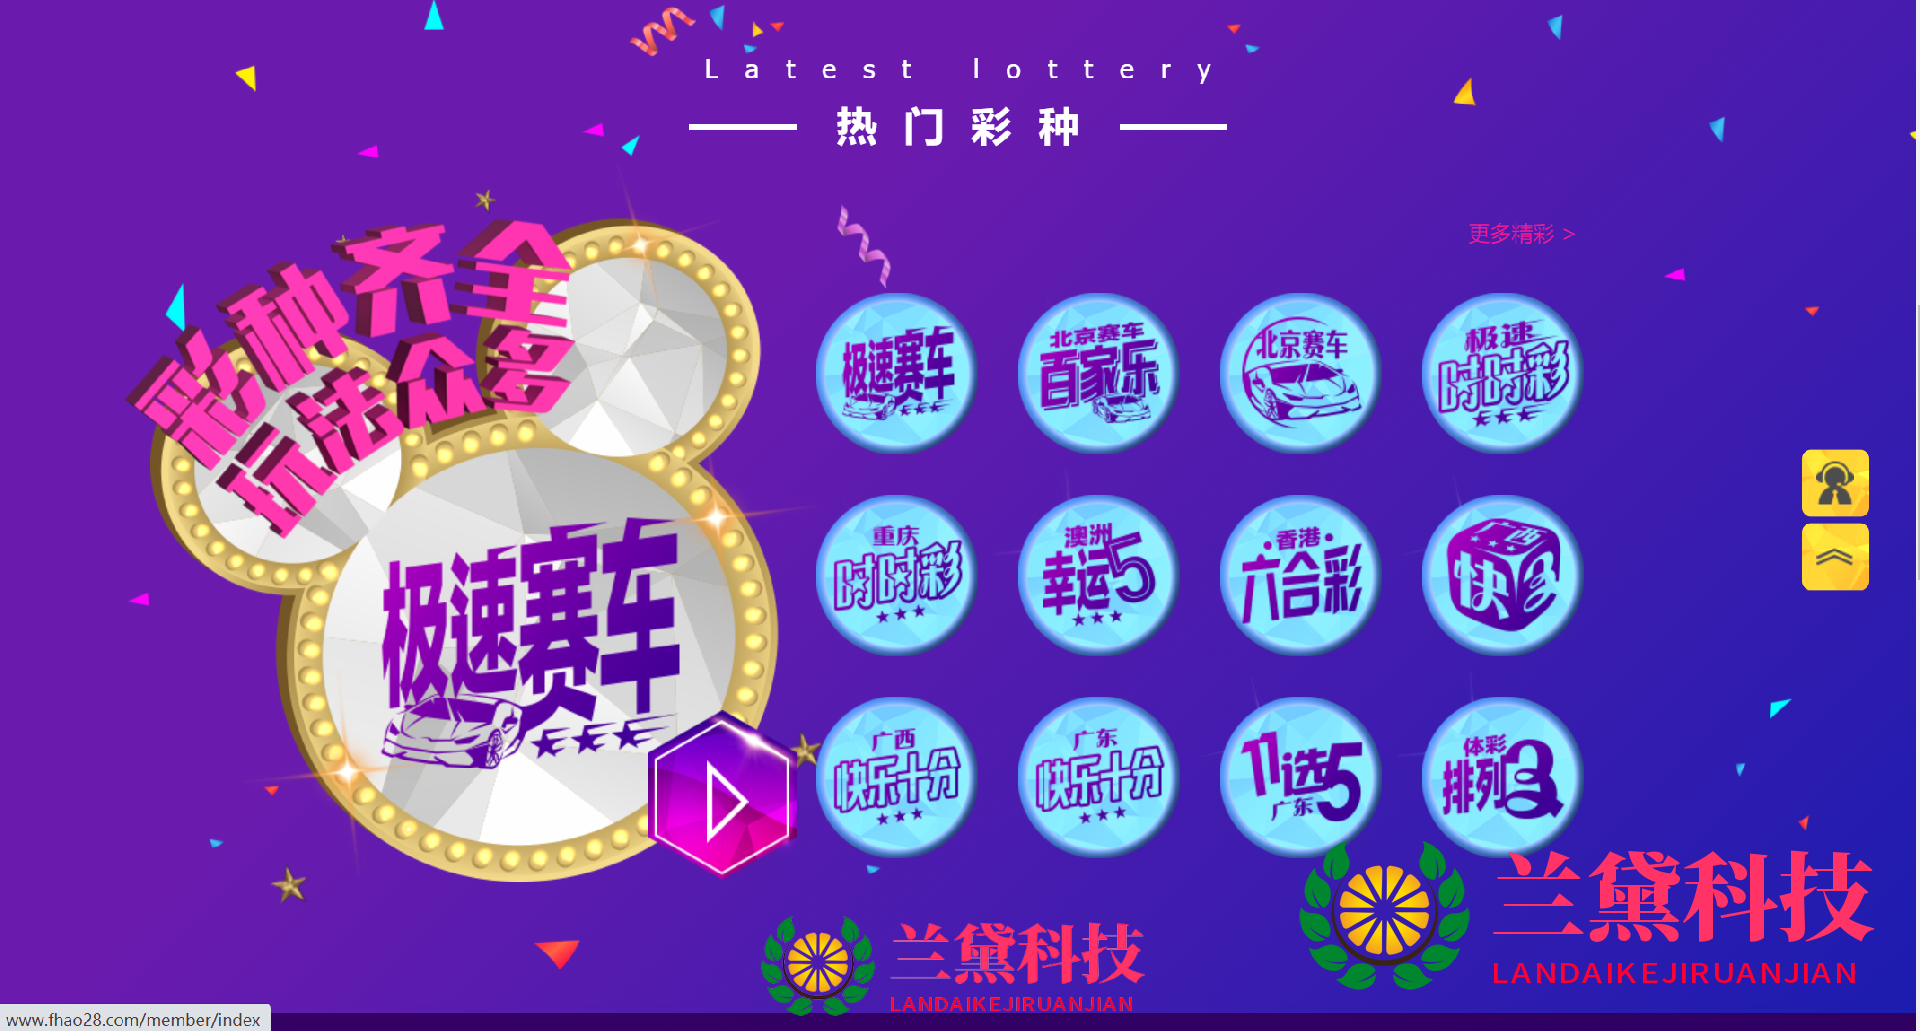 Latest lottery
热门彩种
更多精彩 >
彩种齐全
玩法众多
极速赛车
极速赛车
北京赛车
百家乐
北京赛车
极速
时时彩
重庆
时时彩
澳洲
幸运5
香港
六合彩
广西
快3
广西
快乐十分
广东
快乐十分
11选5
广东
体彩
排列3
兰黛科技
LANDAIKEJIRUANJIAN
兰黛科技
LANDAIKEJIRUANJIAN
www.fhao28.com/member/index